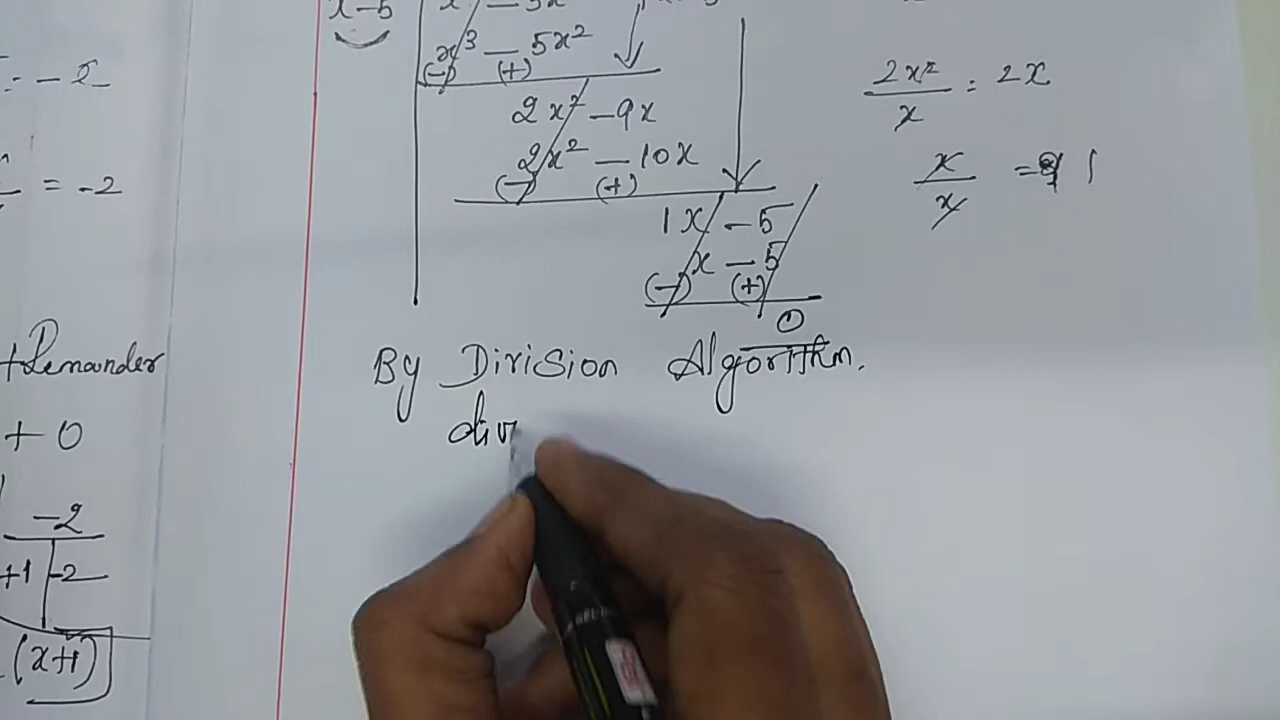 x-5
x³ - 5x²
(-) (+)
2x² - 9x
2x² - 10x
(-) (+)
1x - 5
x - 5
(-) (+)
0
2x²/x = 2x
x/x = 1
By Division Algorithm.
div
= -2
+Remainder
+ 0
-2
+1 -2
(x+1)